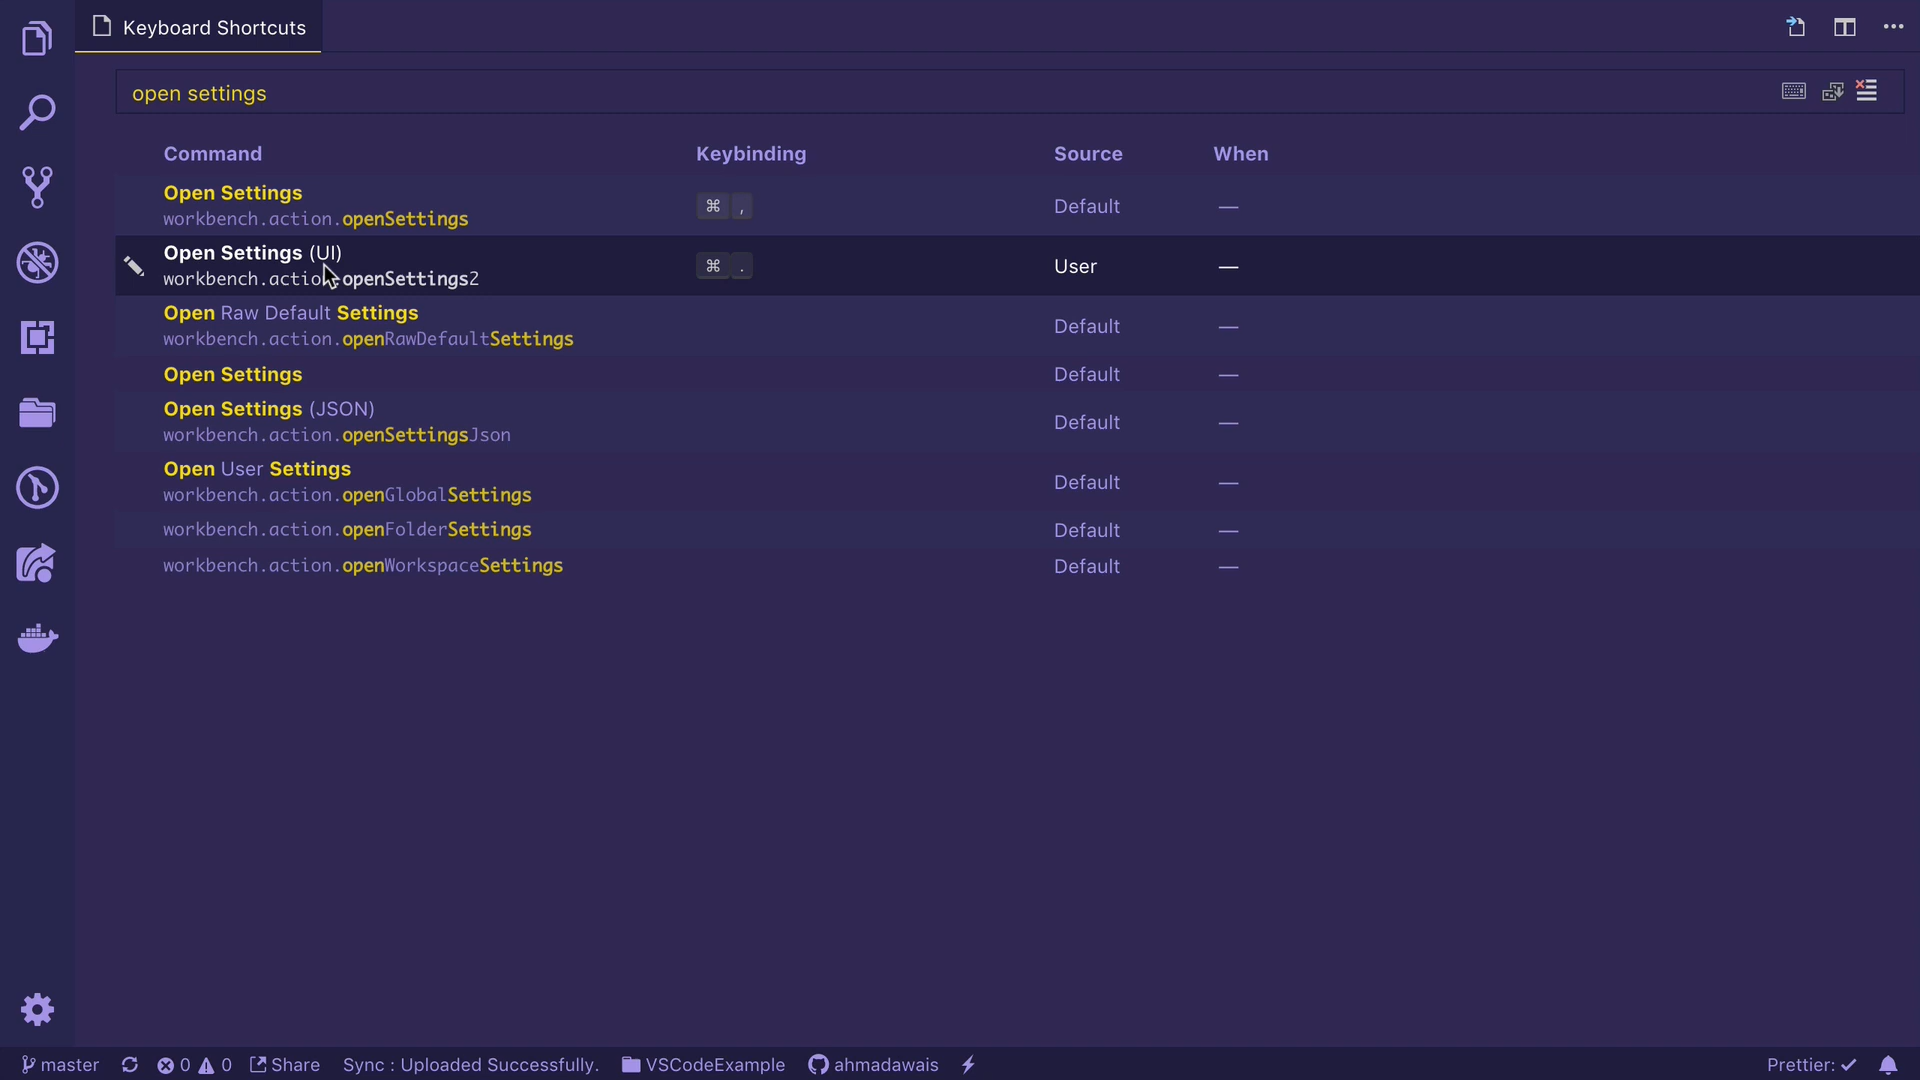 Keyboard Shortcuts
open settings
Command Keybinding Source When
Open Settings
workbench.action.openSettings
⌘ , Default —
Open Settings (UI)
workbench.action.openSettings2
⌘ . User —
Open Raw Default Settings
workbench.action.openRawDefaultSettings
Default —
Open Settings Default —
Open Settings (JSON)
workbench.action.openSettingsJson
Default —
Open User Settings
workbench.action.openGlobalSettings
Default —
workbench.action.openFolderSettings Default —
workbench.action.openWorkspaceSettings Default —
master 0 0 Share Sync : Uploaded Successfully. VSCodeExample ahmadawais Prettier: ✓